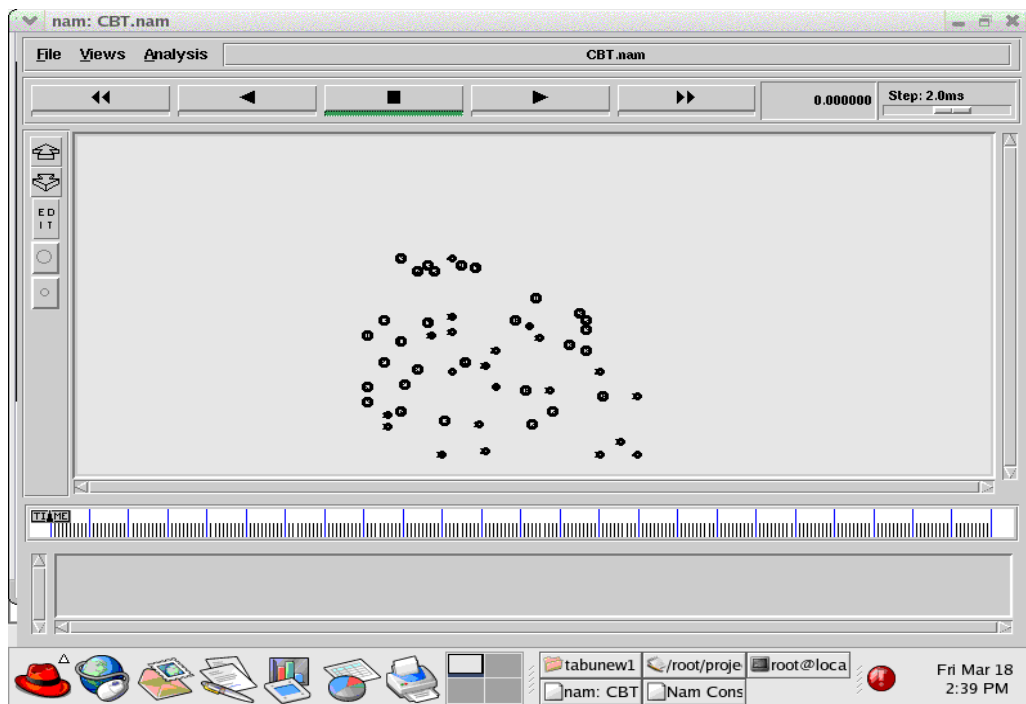 nam: CBT.nam
File Views Analysis CBT.nam
0.000000 Step: 2.0ms
ED
IT
TIME
tabunew1 /root/proje root@loca
nam: CBT Nam Cons
Fri Mar 18
2:39 PM